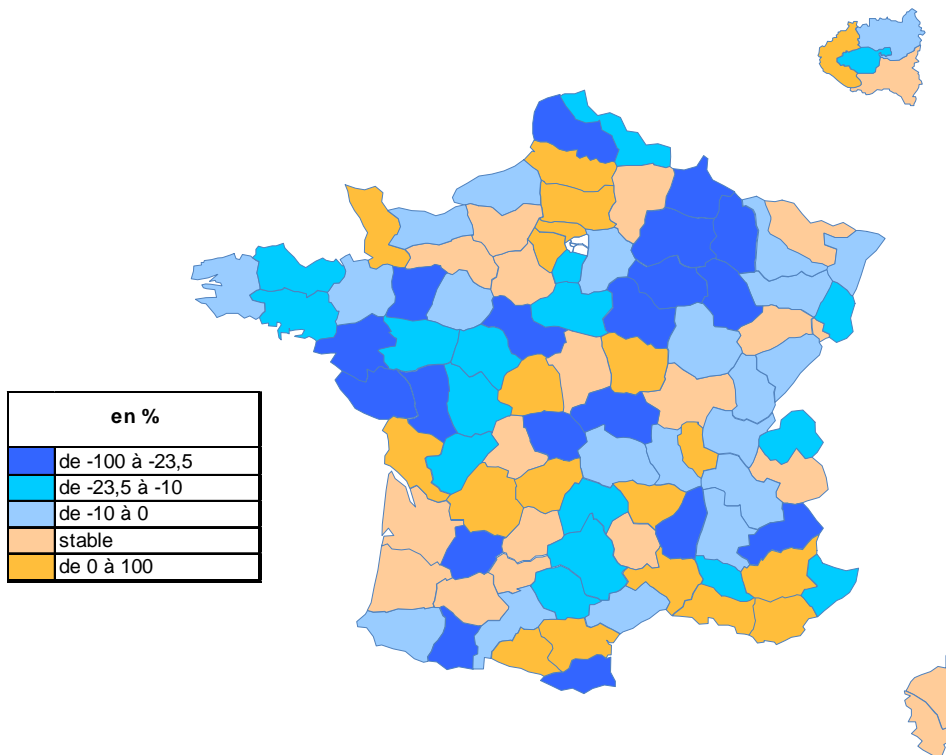 en %
de -100 à -23,5
de -23,5 à -10
de -10 à 0
stable
de 0 à 100